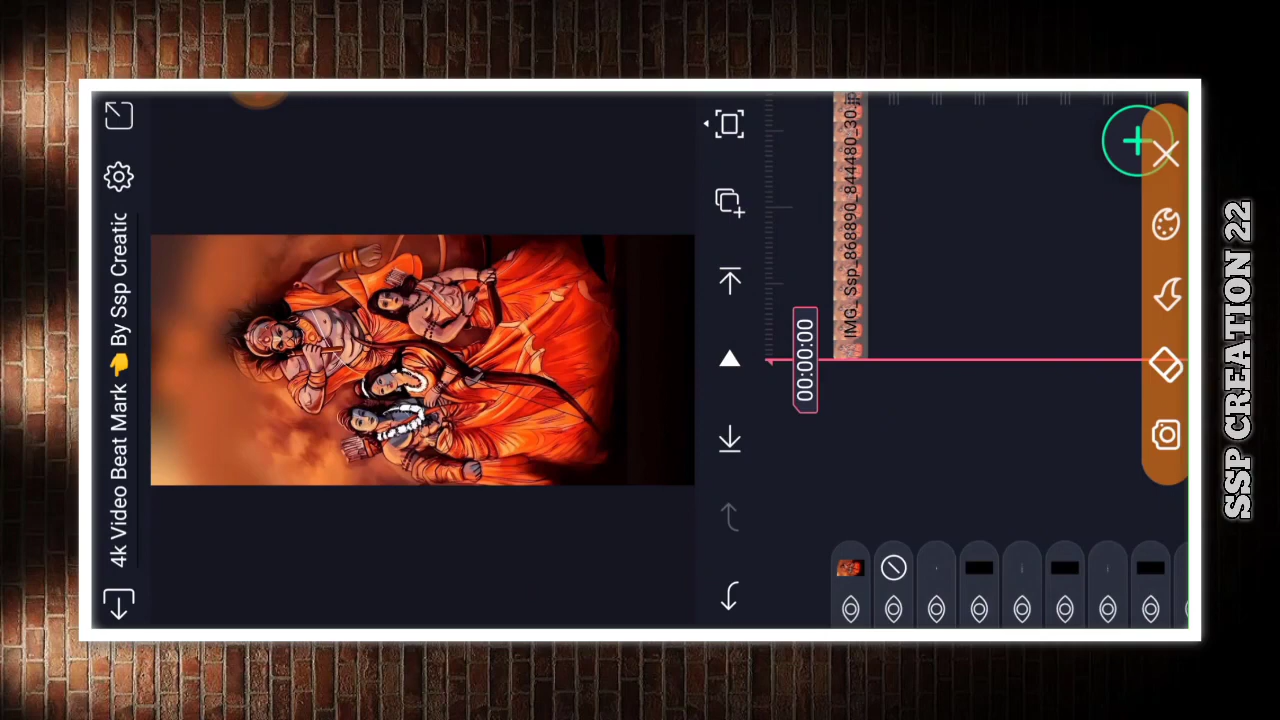 4k Video Beat Mark 👈 By Ssp Creatic
00:00:00
IMG_Ssp_868890_844480_30.jp
SSP CREATION 22